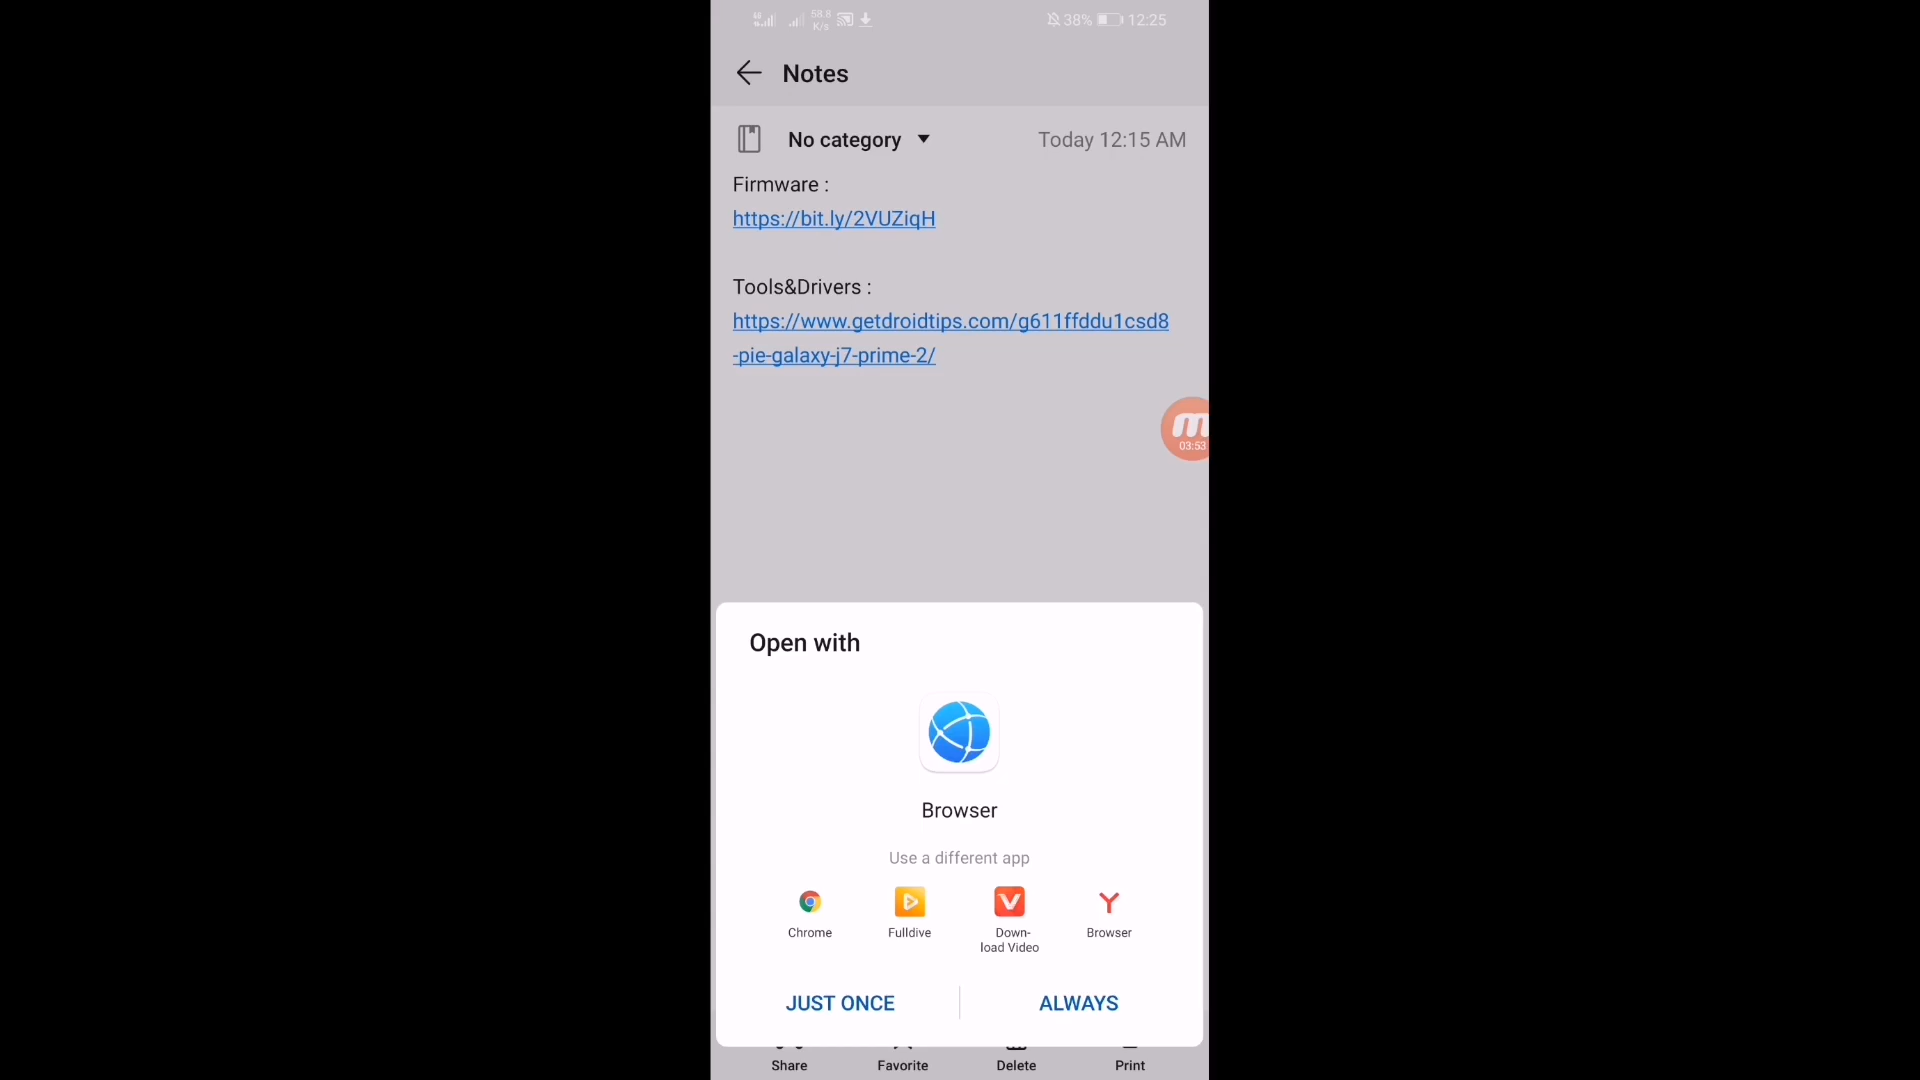 58.8
K/s
38% 12:25
Notes
No category
Today 12:15 AM
Firmware :
https://bit.ly/2VUZiqH
Tools&Drivers :
https://www.getdroidtips.com/g611ffddu1csd8
-pie-galaxy-j7-prime-2/
03:53
Open with
Browser
Use a different app
Chrome
Fulldive
Down-
load Video
Browser
JUST ONCE
ALWAYS
Share
Favorite
Delete
Print